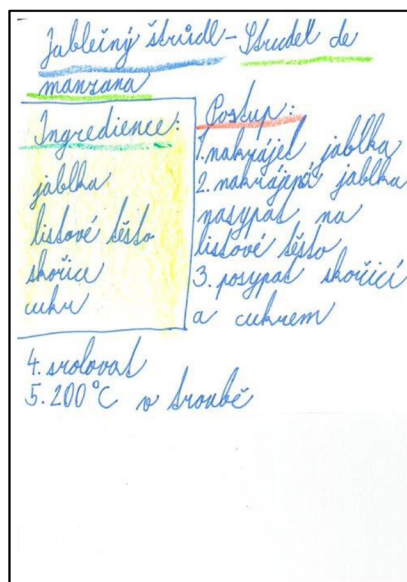 Jablečný štrůdl - Strudel de
manzana
Ingredience:
jablka
listové těsto
skořice
cukr
Postup:
1. nakrájet jablka
2. nakrájený jablka
nasypat na
listové těsto
3. posypat skořicí
a cukrem
4. srolovat
5. 200°C v troubě